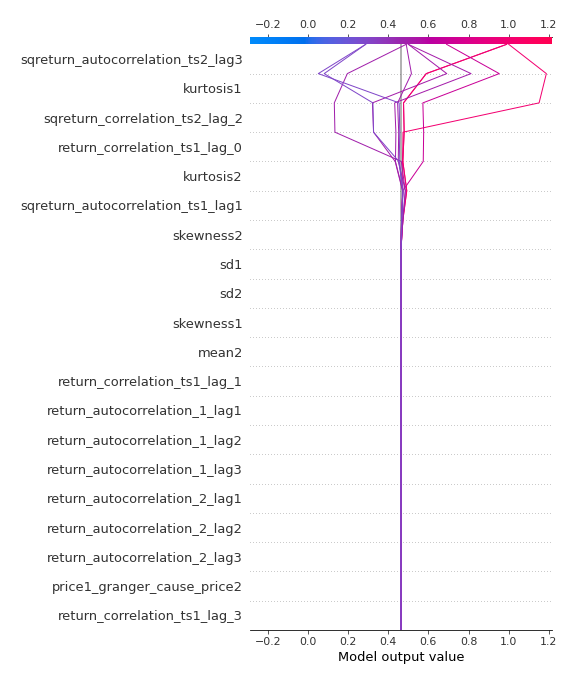 −0.2 0.0 0.2 0.4 0.6 0.8 1.0 1.2
sqreturn_autocorrelation_ts2_lag3
kurtosis1
sqreturn_correlation_ts2_lag_2
return_correlation_ts1_lag_0
kurtosis2
sqreturn_autocorrelation_ts1_lag1
skewness2
sd1
sd2
skewness1
mean2
return_correlation_ts1_lag_1
return_autocorrelation_1_lag1
return_autocorrelation_1_lag2
return_autocorrelation_1_lag3
return_autocorrelation_2_lag1
return_autocorrelation_2_lag2
return_autocorrelation_2_lag3
price1_granger_cause_price2
return_correlation_ts1_lag_3
−0.2 0.0 0.2 0.4 0.6 0.8 1.0 1.2
Model output value